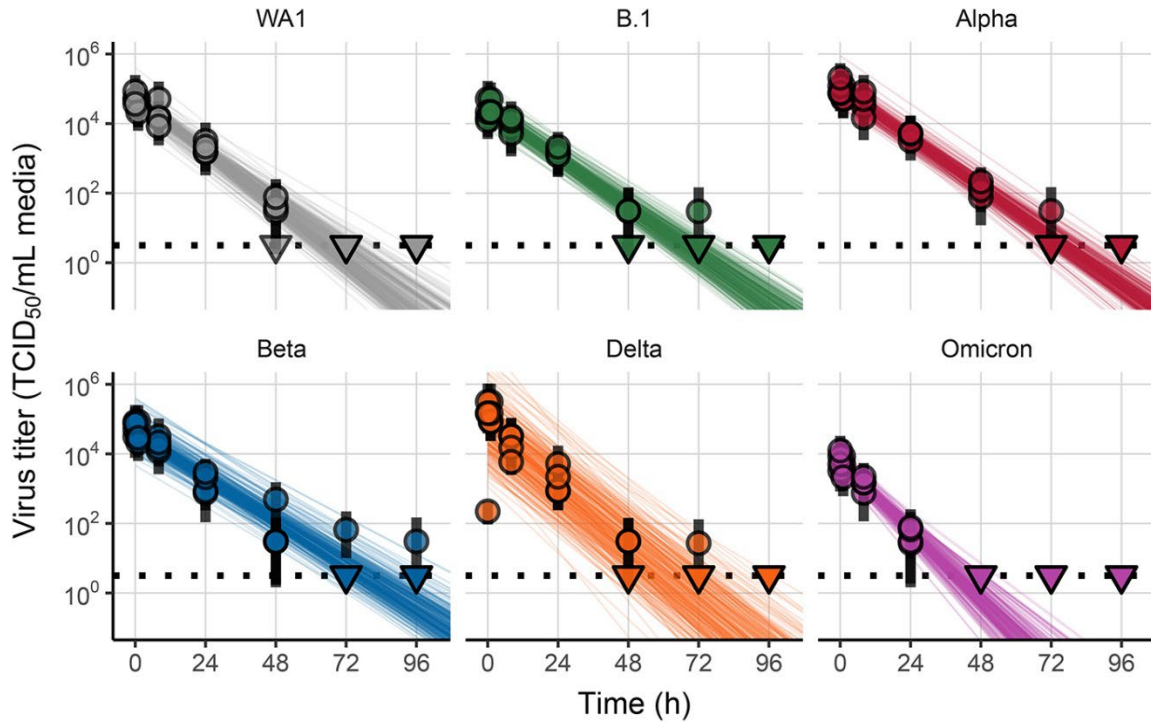 WA1 B.1 Alpha
10⁶
10⁴
10²
10⁰
Beta Delta Omicron
10⁶
10⁴
10²
10⁰
0 24 48 72 96 0 24 48 72 96 0 24 48 72 96
Time (h)
Virus titer (TCID₅₀/mL media)